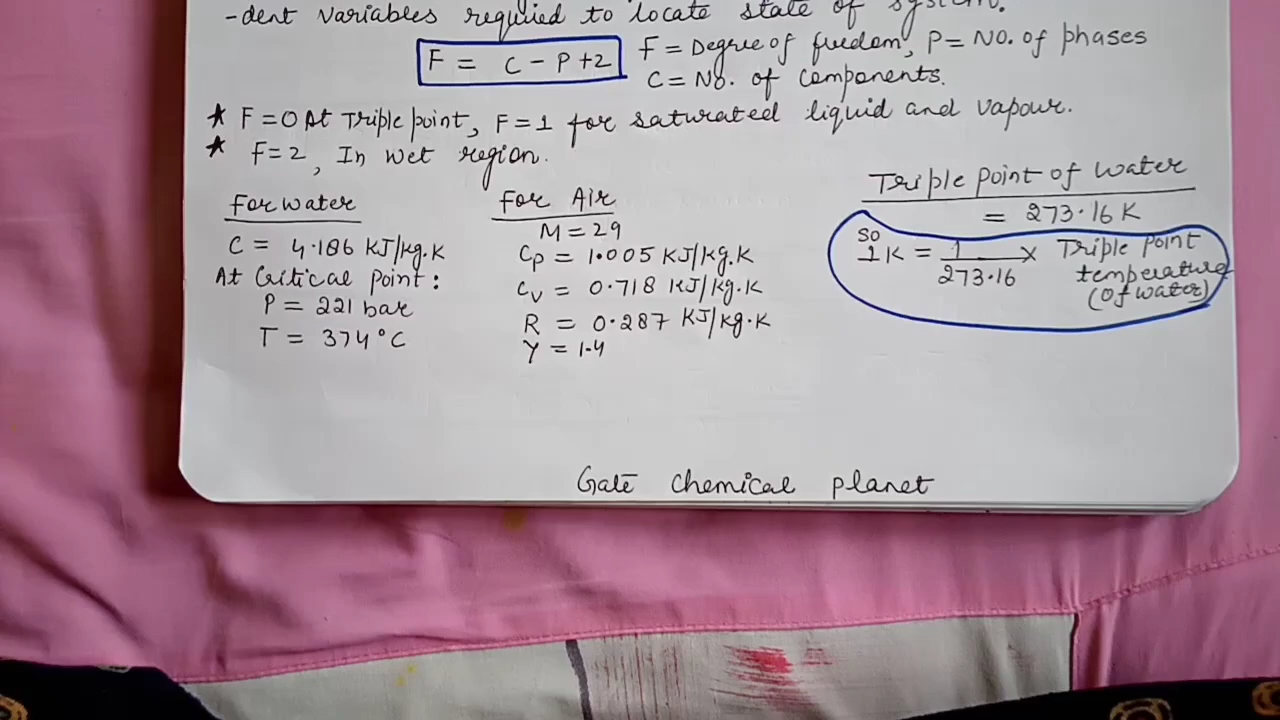 -dent variables required to locate state of system.
F = C - P + 2
F = Degree of fredom, P = NO. of phases
C = No. of components.
★ F = 0 At Triple point, F = 1 for saturated liquid and vapour.
★ F = 2, In wet region.
For water
C = 4.186 KJ/kg.K
At Critical point :
P = 221 bar
T = 374°C
For Air
M = 29
Cp = 1.005 KJ/kg.K
Cv = 0.718 KJ/kg.K
R = 0.287 KJ/kg.K
γ = 1.4
Triple point of water
= 273.16 K
So
1K = 1/273.16 × Triple point
temperature
(of water)
Gate chemical planet